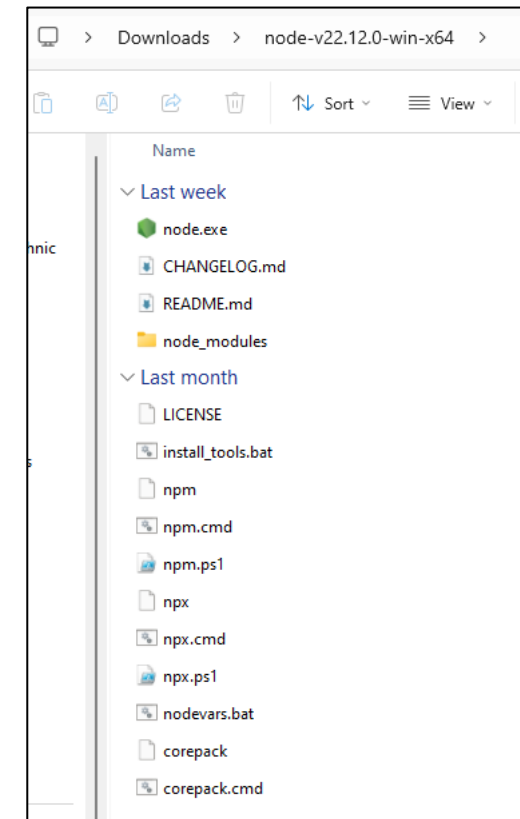 > Downloads > node-v22.12.0-win-x64 >
Sort View
Name
Last week
node.exe
hnic
CHANGELOG.md
README.md
node_modules
Last month
LICENSE
install_tools.bat
s
npm
npm.cmd
npm.ps1
npx
npx.cmd
npx.ps1
nodevars.bat
corepack
corepack.cmd